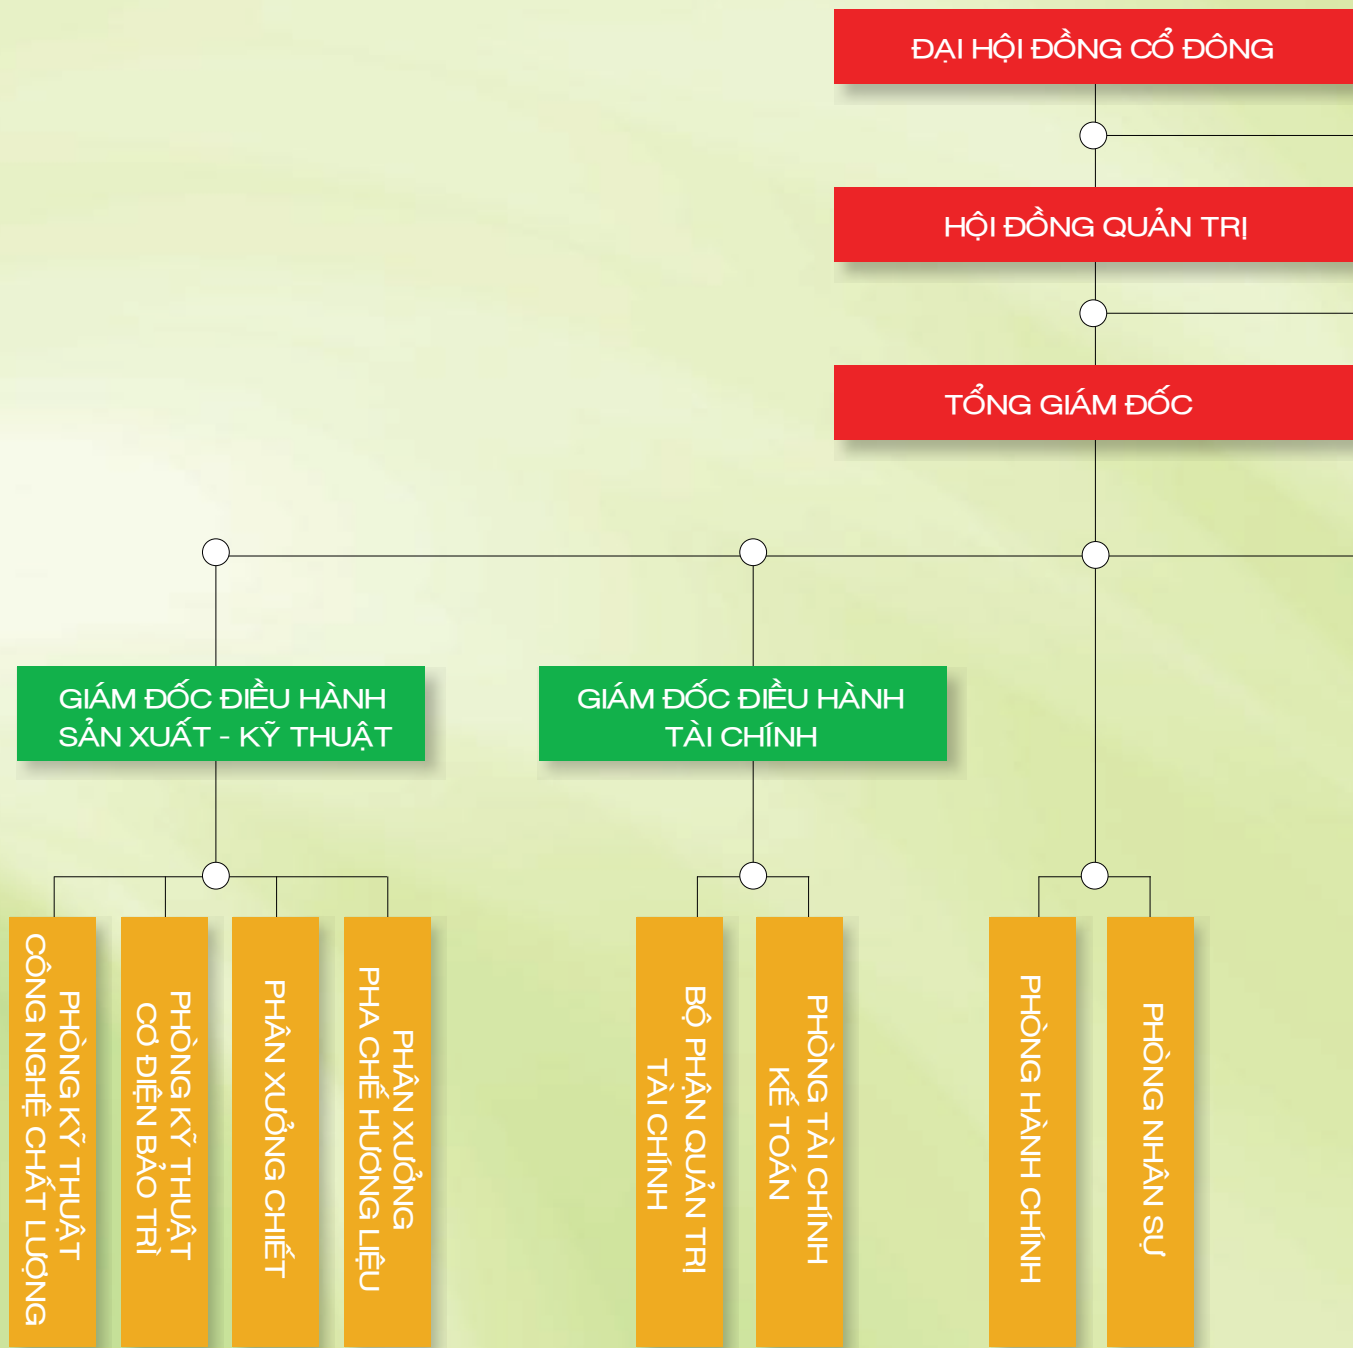 ĐẠI HỘI ĐỒNG CỔ ĐÔNG
HỘI ĐỒNG QUẢN TRỊ
TỔNG GIÁM ĐỐC
GIÁM ĐỐC ĐIỀU HÀNH
SẢN XUẤT - KỸ THUẬT
GIÁM ĐỐC ĐIỀU HÀNH
TÀI CHÍNH
PHÒNG KỸ THUẬT
CÔNG NGHỆ CHẤT LƯỢNG
PHÒNG KỸ THUẬT
CƠ ĐIỆN BẢO TRÌ
PHÂN XƯỞNG CHIẾT
PHÂN XƯỞNG
PHA CHẾ HƯƠNG LIỆU
BỘ PHẬN QUẢN TRỊ
TÀI CHÍNH
PHÒNG TÀI CHÍNH
KẾ TOÁN
PHÒNG HÀNH CHÍNH
PHÒNG NHÂN SỰ